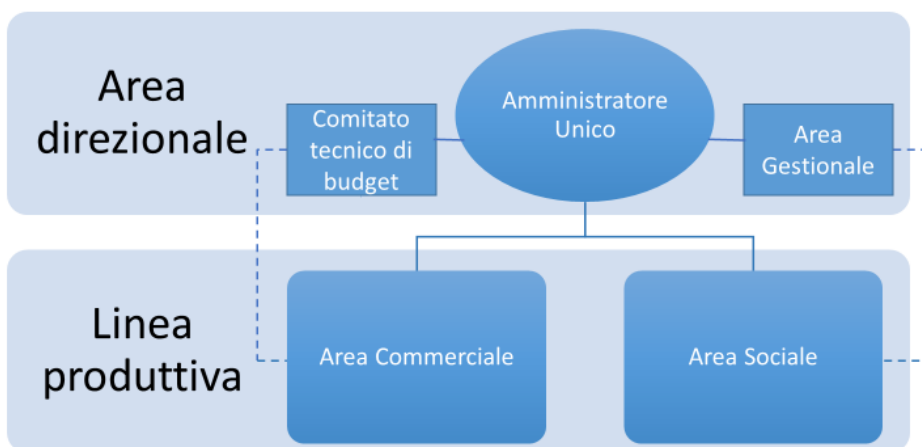 Area
direzionale
Comitato
tecnico di
budget
Amministratore
Unico
Area
Gestionale
Linea
produttiva
Area Commerciale
Area Sociale